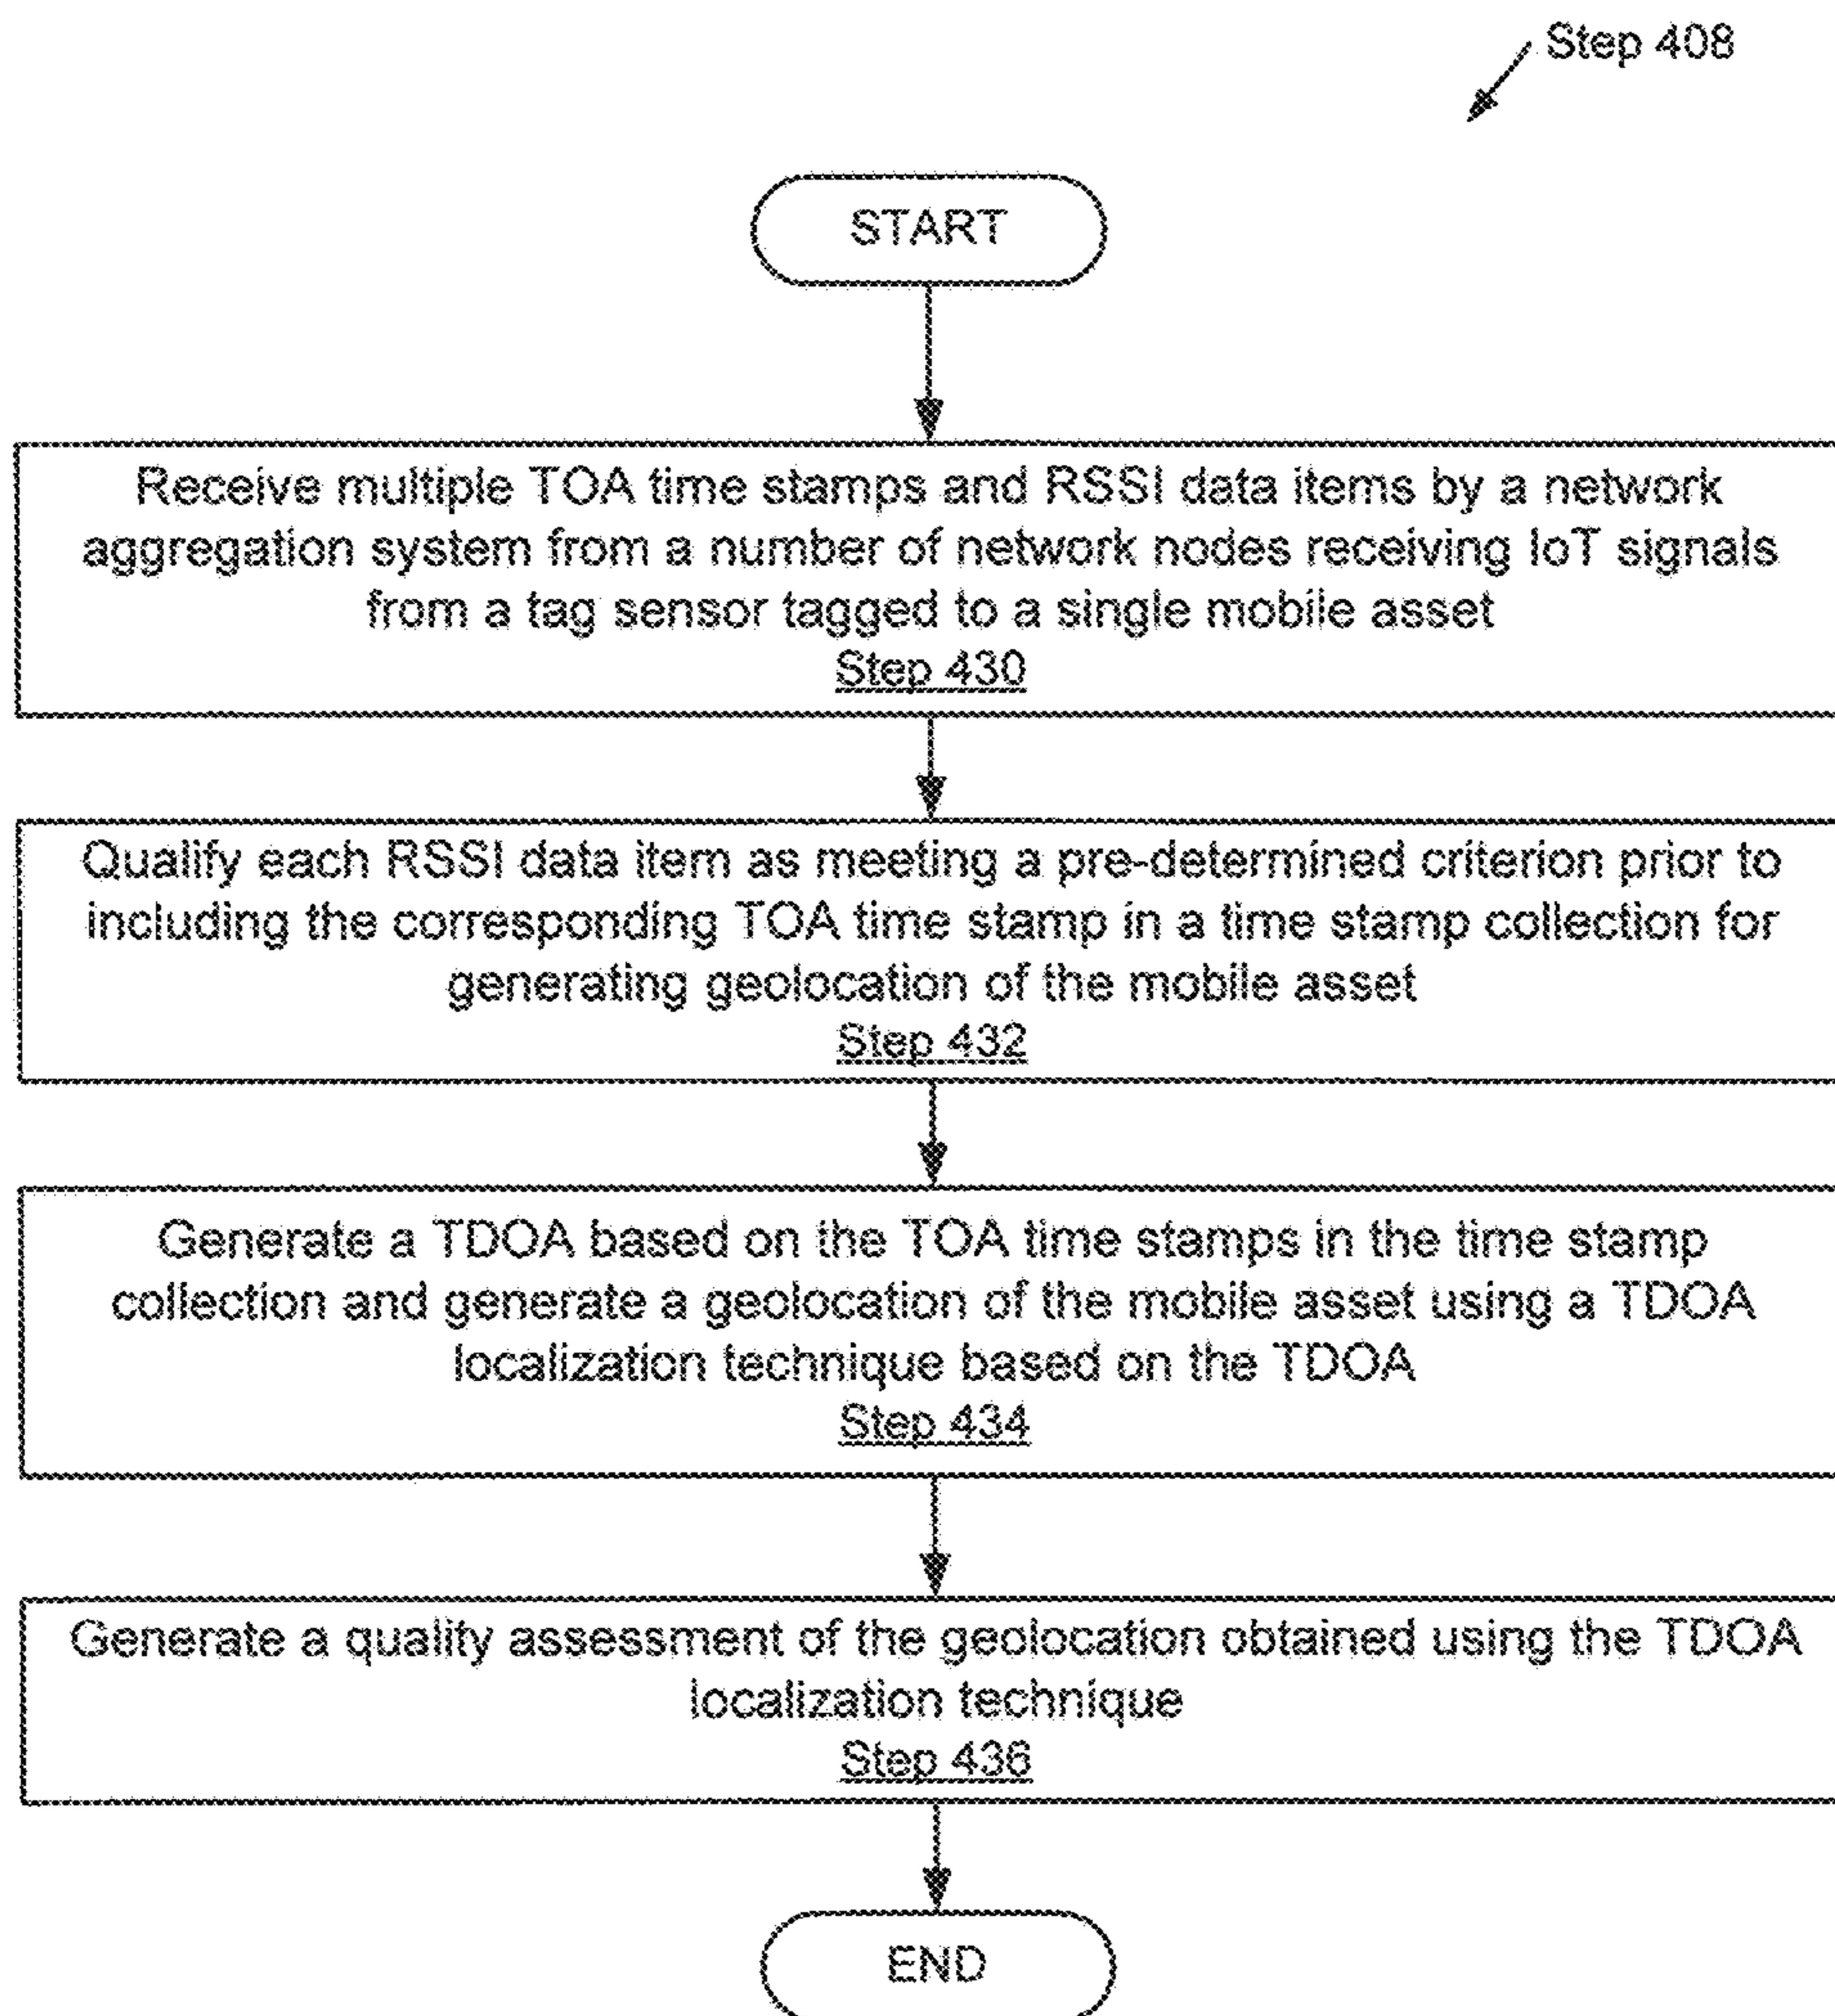 Step 408
START
Receive multiple TOA time stamps and RSSI data items by a network
aggregation system from a number of network nodes receiving IoT signals
from a tag sensor tagged to a single mobile asset
Step 430
Qualify each RSSI data item as meeting a pre-determined criterion prior to
including the corresponding TOA time stamp in a time stamp collection for
generating geolocation of the mobile asset
Step 432
Generate a TDOA based on the TOA time stamps in the time stamp
collection and generate a geolocation of the mobile asset using a TDOA
localization technique based on the TDOA
Step 434
Generate a quality assessment of the geolocation obtained using the TDOA
localization technique
Step 436
END